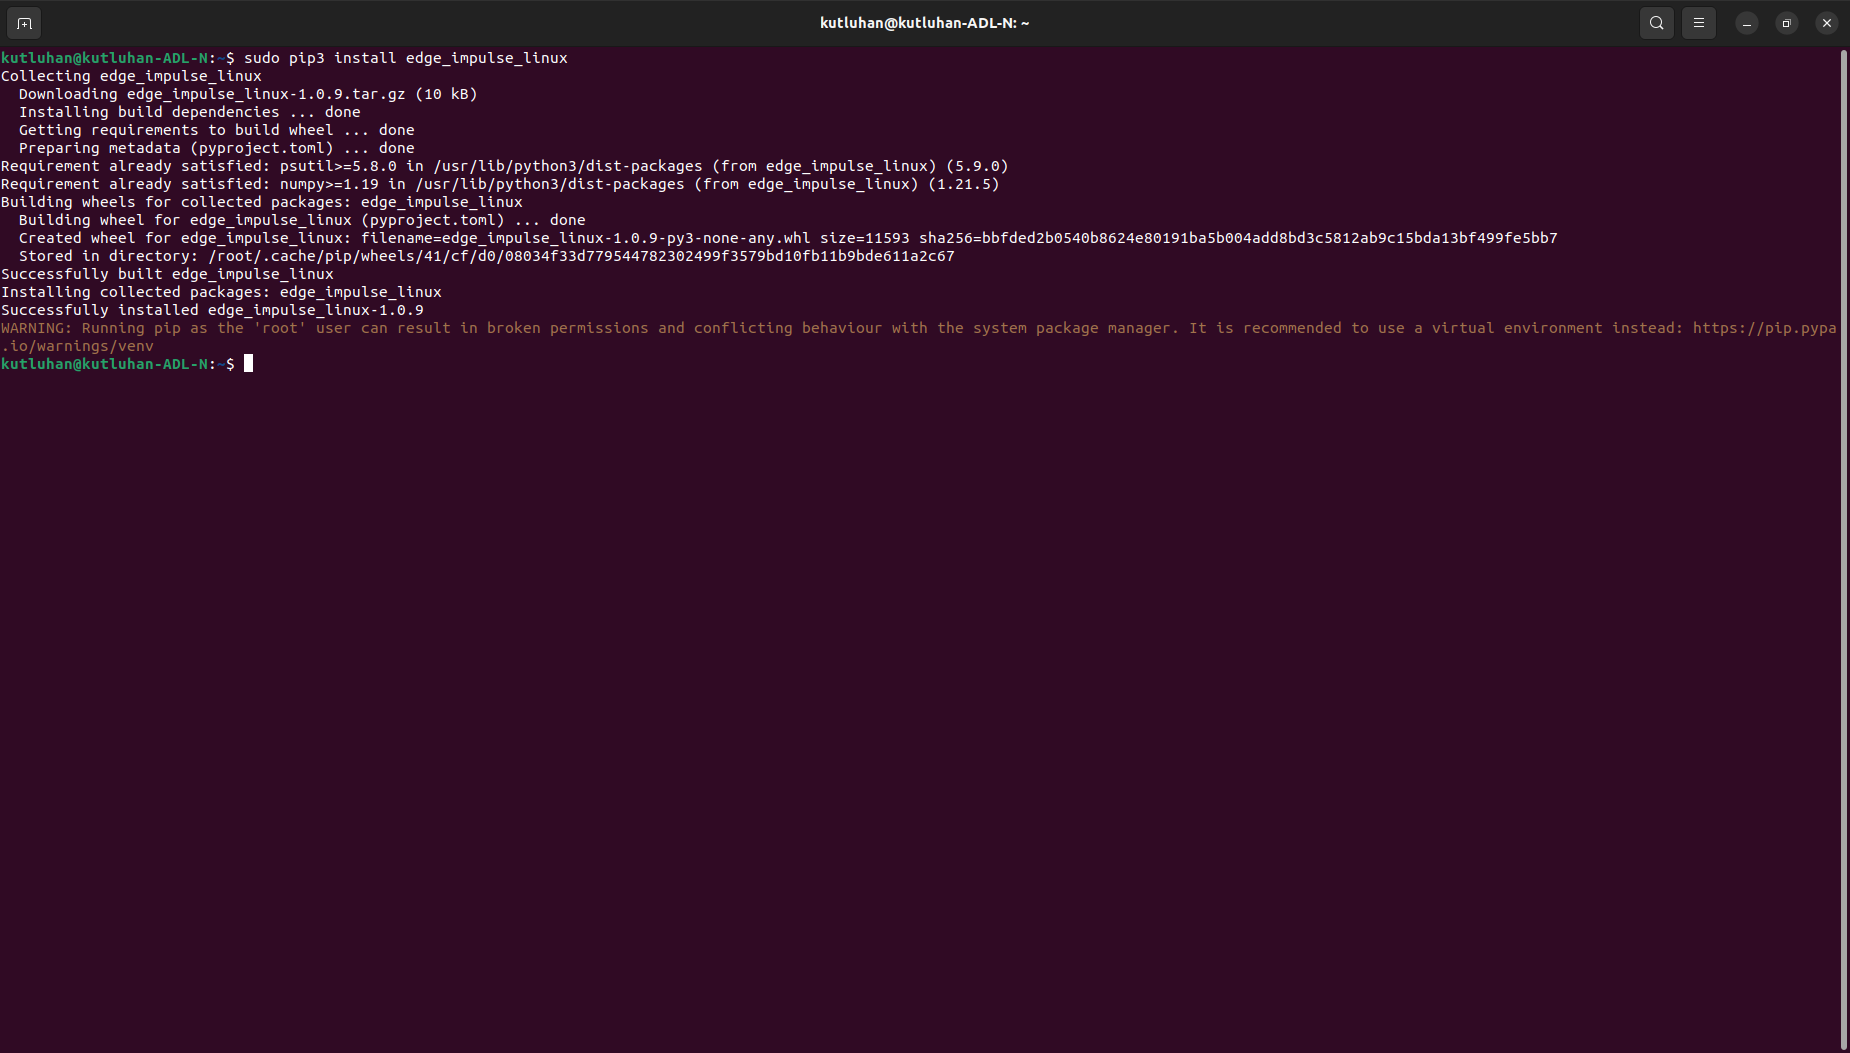 kutluhan@kutluhan-ADL-N: ~
kutluhan@kutluhan-ADL-N:~$ sudo pip3 install edge_impulse_linux
Collecting edge_impulse_linux
  Downloading edge_impulse_linux-1.0.9.tar.gz (10 kB)
  Installing build dependencies ... done
  Getting requirements to build wheel ... done
  Preparing metadata (pyproject.toml) ... done
Requirement already satisfied: psutil>=5.8.0 in /usr/lib/python3/dist-packages (from edge_impulse_linux) (5.9.0)
Requirement already satisfied: numpy>=1.19 in /usr/lib/python3/dist-packages (from edge_impulse_linux) (1.21.5)
Building wheels for collected packages: edge_impulse_linux
  Building wheel for edge_impulse_linux (pyproject.toml) ... done
  Created wheel for edge_impulse_linux: filename=edge_impulse_linux-1.0.9-py3-none-any.whl size=11593 sha256=bbfded2b0540b8624e80191ba5b004add8bd3c5812ab9c15bda13bf499fe5bb7
  Stored in directory: /root/.cache/pip/wheels/41/cf/d0/08034f33d779544782302499f3579bd10fb11b9bde611a2c67
Successfully built edge_impulse_linux
Installing collected packages: edge_impulse_linux
Successfully installed edge_impulse_linux-1.0.9
WARNING: Running pip as the 'root' user can result in broken permissions and conflicting behaviour with the system package manager. It is recommended to use a virtual environment instead: https://pip.pypa
.io/warnings/venv
kutluhan@kutluhan-ADL-N:~$